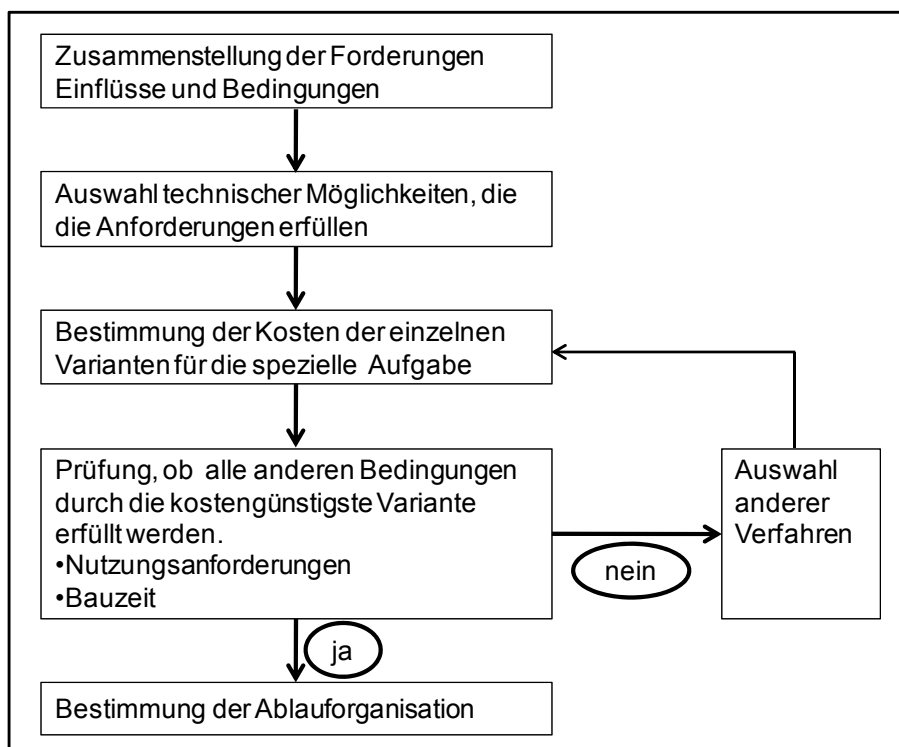 Zusammenstellung der Forderungen
Einflüsse und Bedingungen
Auswahl technischer Möglichkeiten, die
die Anforderungen erfüllen
Bestimmung der Kosten der einzelnen
Varianten für die spezielle Aufgabe
Prüfung, ob alle anderen Bedingungen
durch die kostengünstigste Variante
erfüllt werden.
•Nutzungsanforderungen
•Bauzeit
nein
Auswahl
anderer
Verfahren
ja
Bestimmung der Ablauforganisation